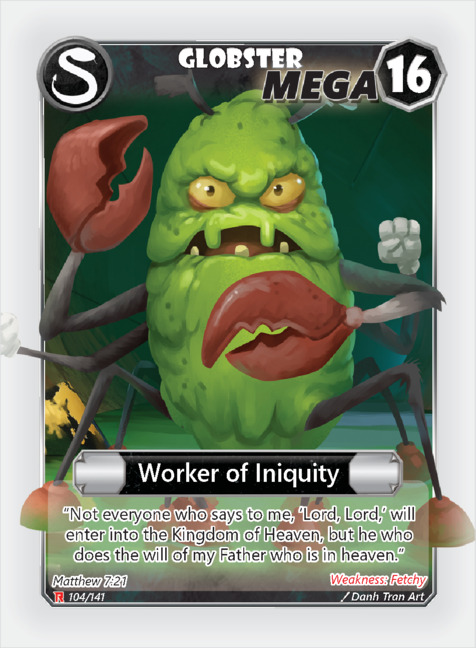 S
GLOBSTER
MEGA
16
Worker of Iniquity
“Not everyone who says to me, ‘Lord, Lord,’ will
enter into the Kingdom of Heaven, but he who
does the will of my Father who is in heaven.”
Matthew 7:21
Weakness: Fetchy
R 104/141
Danh Tran Art